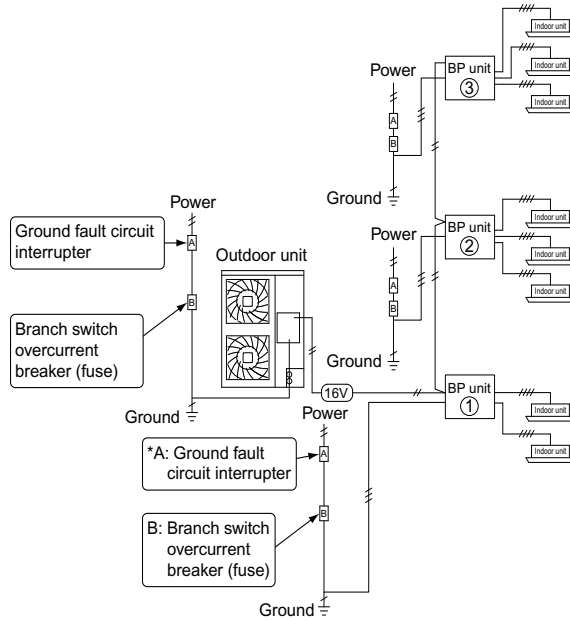 Indoor unit
Power
BP unit
③
Indoor unit
A
Indoor unit
B
Ground
Power
Ground fault circuit
interrupter
A
Outdoor unit
Power
BP unit
②
Indoor unit
Indoor unit
A
B
Indoor unit
Branch switch
overcurrent
breaker (fuse)
B
Ground
Ground
16V
BP unit
①
Indoor unit
Indoor unit
Power
*A: Ground fault
circuit interrupter
A
B: Branch switch
overcurrent
breaker (fuse)
B
Ground